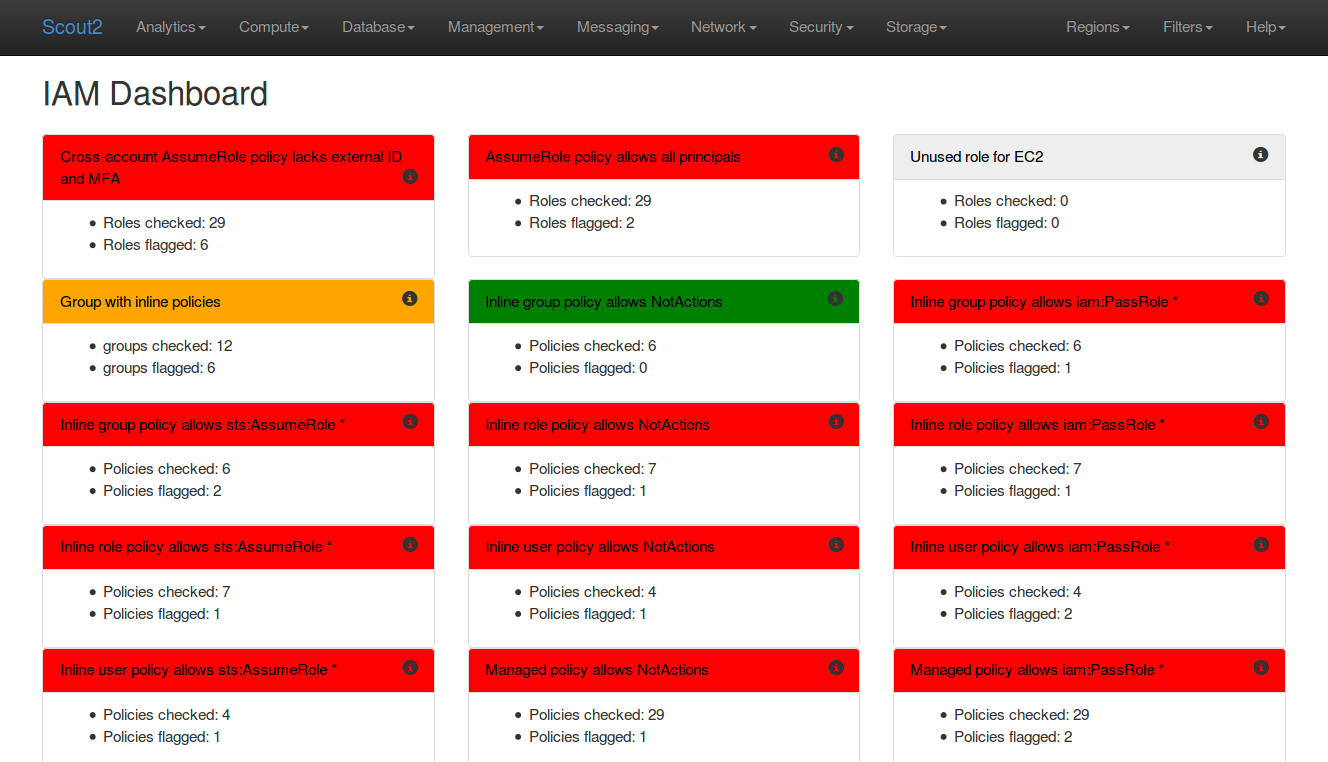 Scout2 Analytics Compute Database Management Messaging Network Security Storage Regions Filters Help
IAM Dashboard
Cross-account AssumeRole policy lacks external ID
and MFA
• Roles checked: 29
• Roles flagged: 6
AssumeRole policy allows all principals
• Roles checked: 29
• Roles flagged: 2
Unused role for EC2
• Roles checked: 0
• Roles flagged: 0
Group with inline policies
• groups checked: 12
• groups flagged: 6
Inline group policy allows NotActions
• Policies checked: 6
• Policies flagged: 0
Inline group policy allows iam:PassRole *
• Policies checked: 6
• Policies flagged: 1
Inline group policy allows sts:AssumeRole *
• Policies checked: 6
• Policies flagged: 2
Inline role policy allows NotActions
• Policies checked: 7
• Policies flagged: 1
Inline role policy allows iam:PassRole *
• Policies checked: 7
• Policies flagged: 1
Inline role policy allows sts:AssumeRole *
• Policies checked: 7
• Policies flagged: 1
Inline user policy allows NotActions
• Policies checked: 4
• Policies flagged: 1
Inline user policy allows iam:PassRole *
• Policies checked: 4
• Policies flagged: 2
Inline user policy allows sts:AssumeRole *
• Policies checked: 4
• Policies flagged: 1
Managed policy allows NotActions
• Policies checked: 29
• Policies flagged: 1
Managed policy allows iam:PassRole *
• Policies checked: 29
• Policies flagged: 2